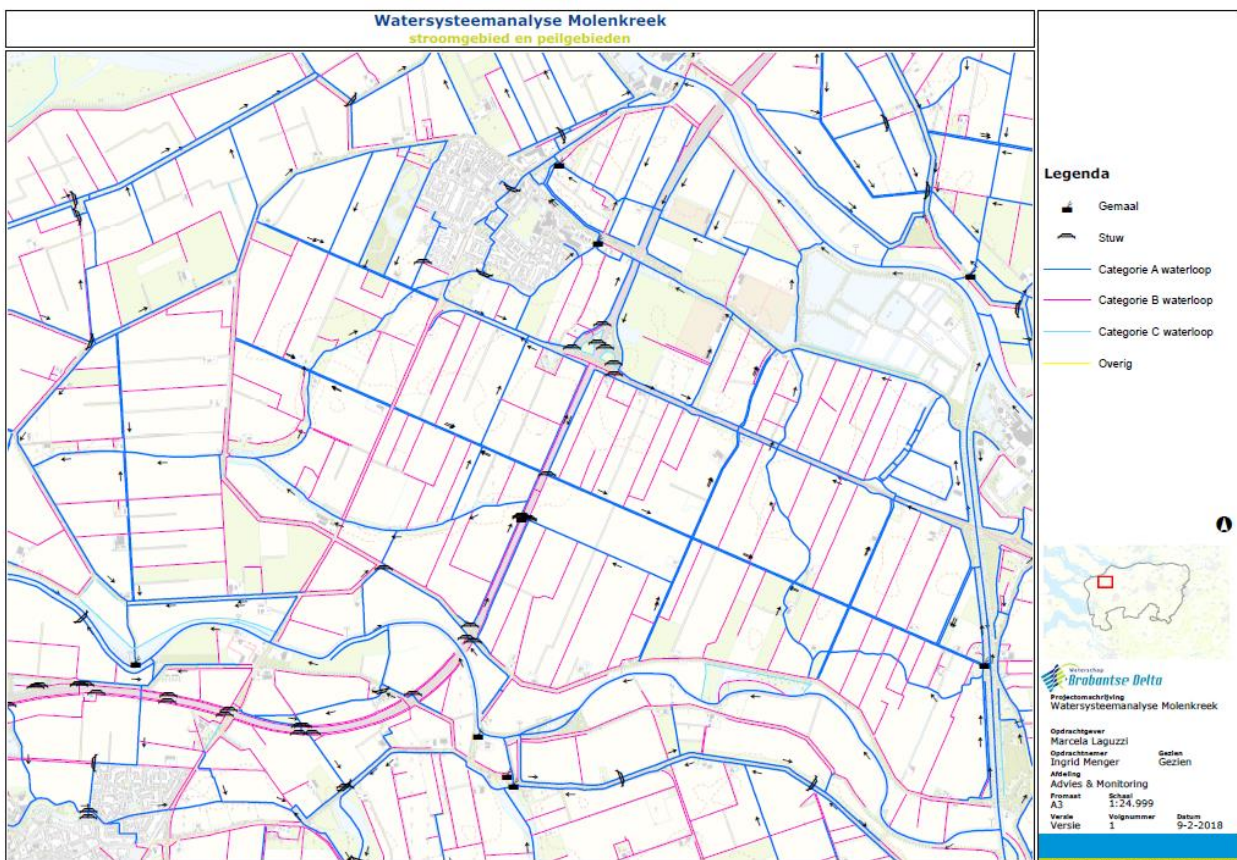 Watersysteemanalyse Molenkreek
stroomgebied en peilgebieden
Legenda
Gemaal
Stuw
Categorie A waterloop
Categorie B waterloop
Categorie C waterloop
Overig
Waterschap
Brabantse Delta
Projectomschrijving
Watersysteemanalyse Molenkreek
Opdrachtgever
Marcela Laguzzi
Opdrachtnemer Gezien
Ingrid Menger Gezien
Afdeling
Advies & Monitoring
Formaat Schaal
A3 1:24.999
Versie Volgnummer Datum
Versie 1 9-2-2018